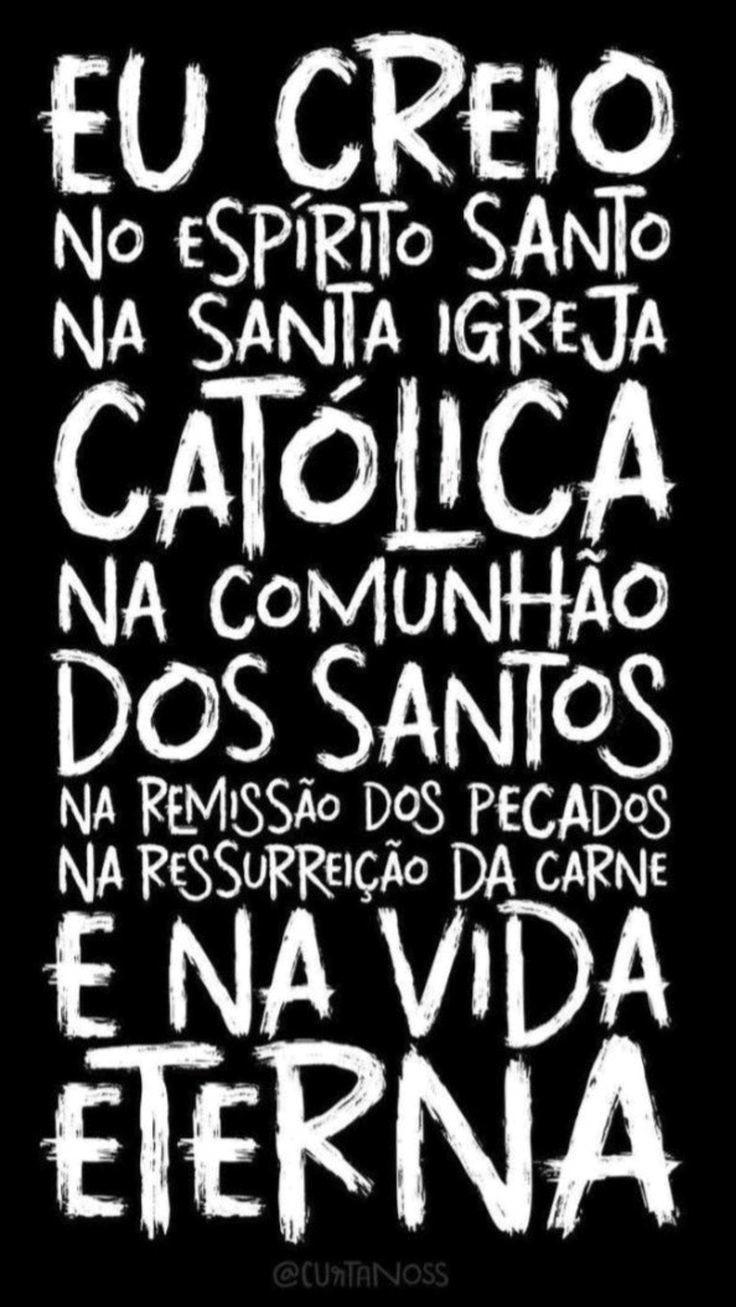 EU CREIO
NO ESPÍRITO SANTO
NA SANTA IGREJA
CATÓLICA
NA COMUNHÃO
DOS SANTOS
NA REMISSÃO DOS PECADOS
NA RESSURREIÇÃO DA CARNE
E NA VIDA
ETERNA
@CURTANOSS